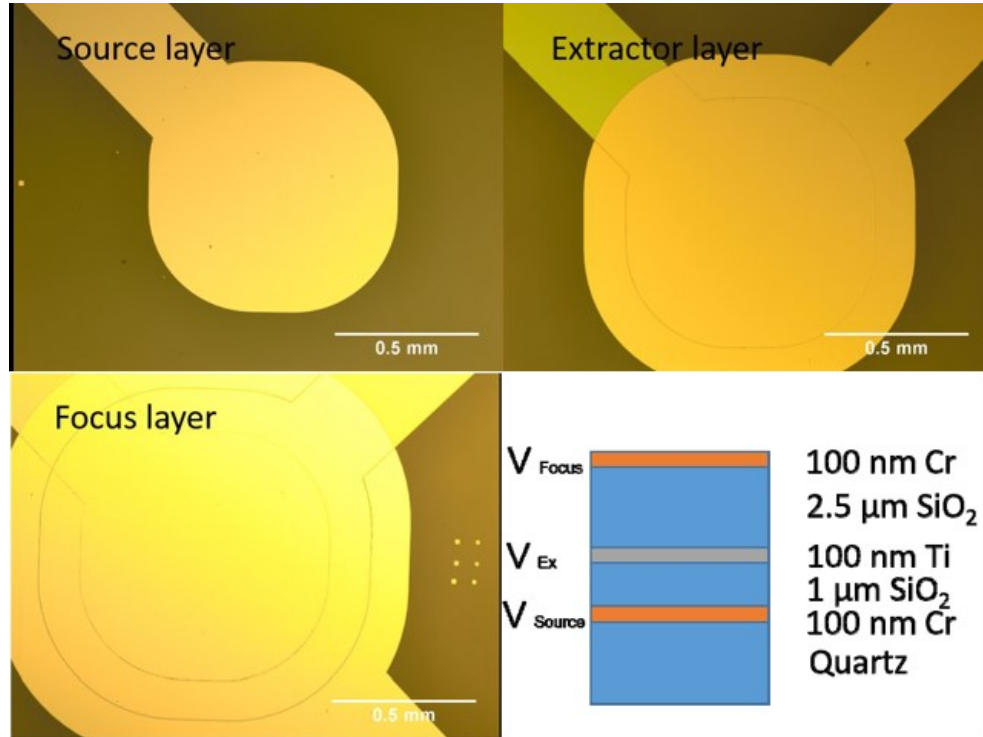 Source layer
0.5 mm
Extractor layer
0.5 mm
Focus layer
0.5 mm
V Focus
100 nm Cr
2.5 μm SiO₂
V Ex
100 nm Ti
1 μm SiO₂
V Source
100 nm Cr
Quartz